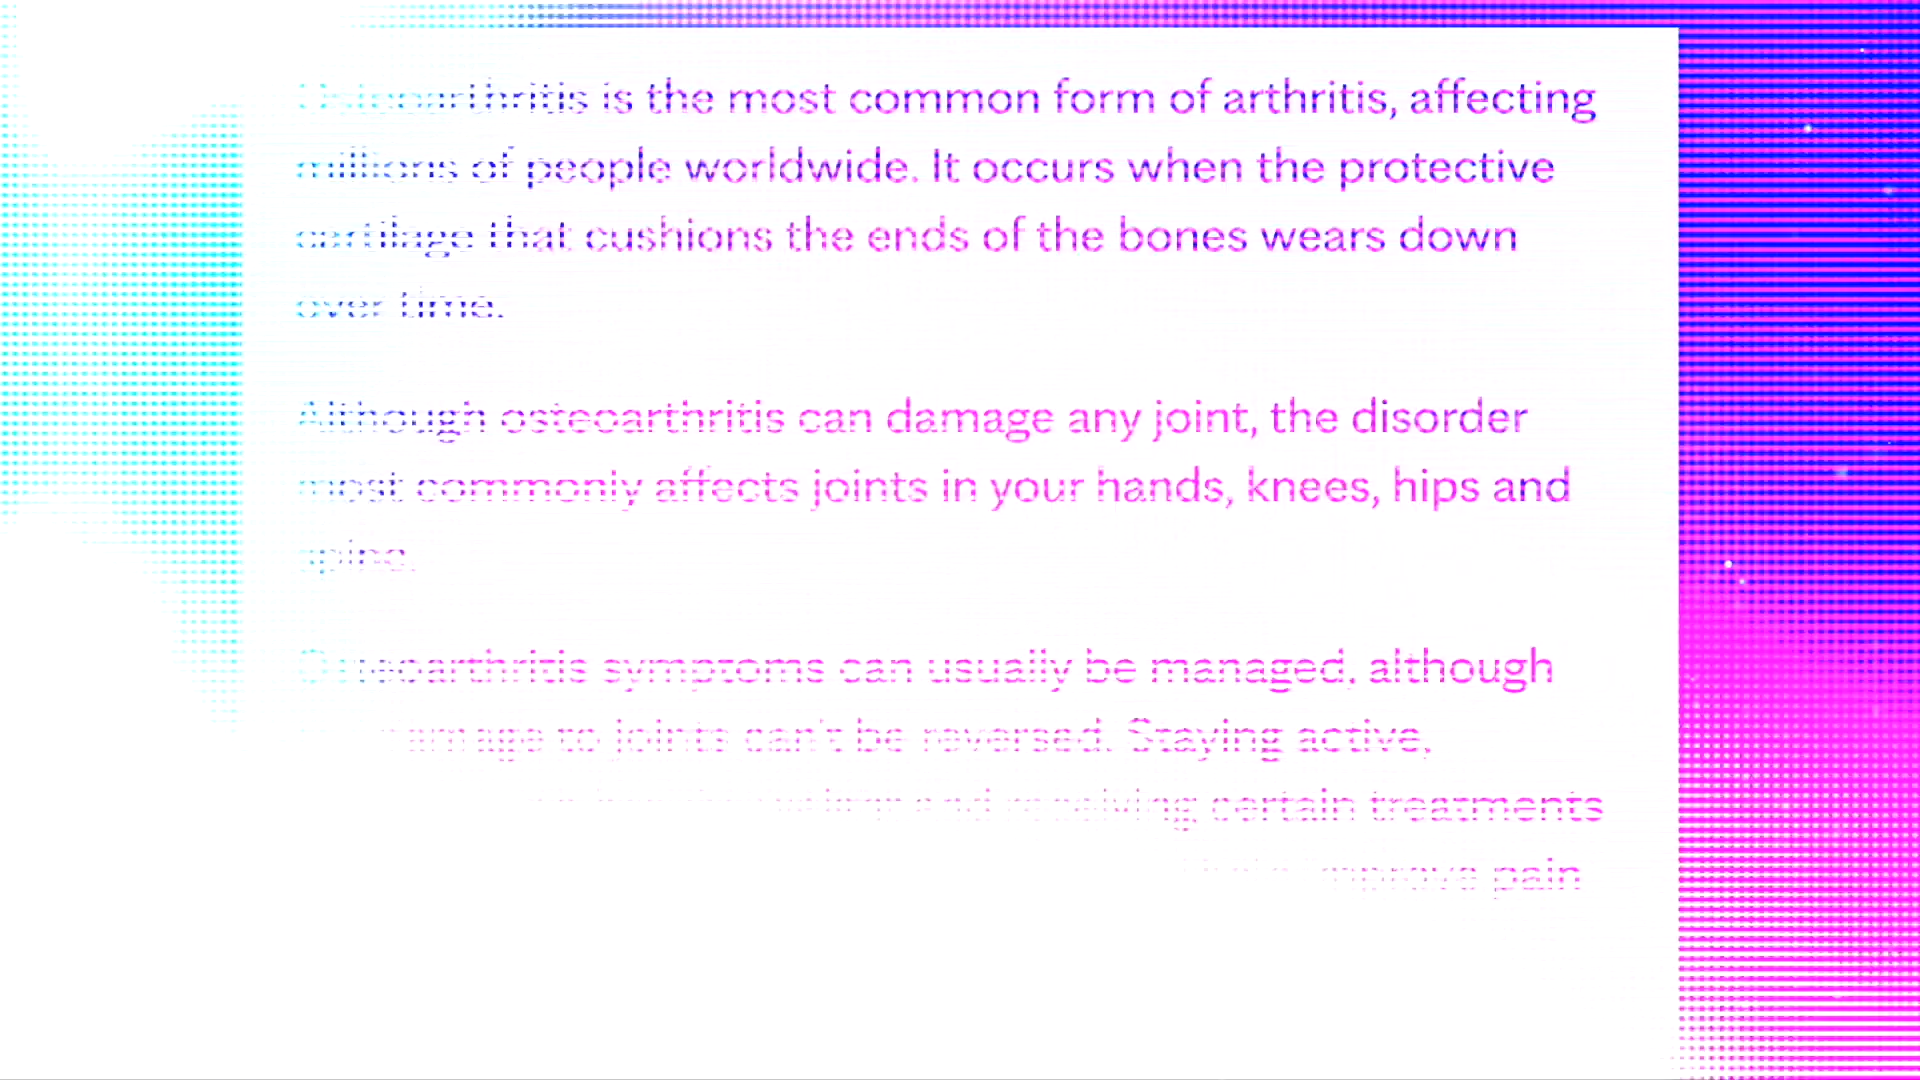 Osteoarthritis is the most common form of arthritis, affecting
millions of people worldwide. It occurs when the protective
cartilage that cushions the ends of the bones wears down
over time.
Although osteoarthritis can damage any joint, the disorder
most commonly affects joints in your hands, knees, hips and
spine.
Osteoarthritis symptoms can usually be managed, although
damage to joints can't be reversed. Staying active,
and receiving certain treatments
improve pain